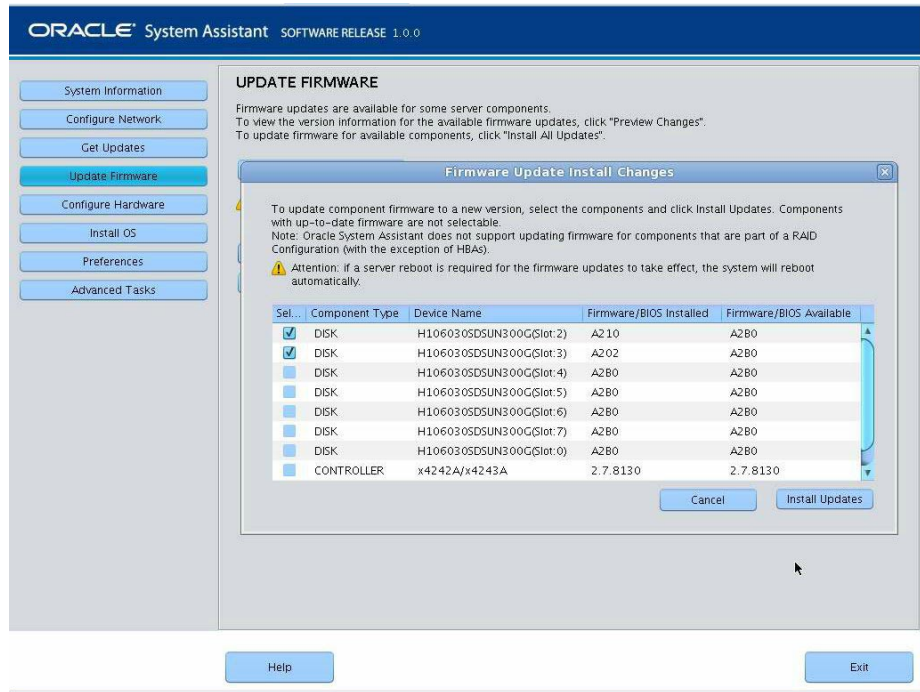 ORACLE System Assistant SOFTWARE RELEASE 1.0.0
System Information
Configure Network
Get Updates
Update Firmware
Configure Hardware
Install OS
Preferences
Advanced Tasks
UPDATE FIRMWARE
Firmware updates are available for some server components.
To view the version information for the available firmware updates, click "Preview Changes".
To update firmware for available components, click "Install All Updates".
Firmware Update Install Changes
To update component firmware to a new version, select the components and click Install Updates. Components
with up-to-date firmware are not selectable.
Note: Oracle System Assistant does not support updating firmware for components that are part of a RAID
Configuration (with the exception of HBAs).
Attention: if a server reboot is required for the firmware updates to take effect, the system will reboot
automatically.
Sel... Component Type Device Name Firmware/BIOS Installed Firmware/BIOS Available
DISK H106030SDSUN300G(Slot:2) A210 A2B0
DISK H106030SDSUN300G(Slot:3) A202 A2B0
DISK H106030SDSUN300G(Slot:4) A2B0 A2B0
DISK H106030SDSUN300G(Slot:5) A2B0 A2B0
DISK H106030SDSUN300G(Slot:6) A2B0 A2B0
DISK H106030SDSUN300G(Slot:7) A2B0 A2B0
DISK H106030SDSUN300G(Slot:0) A2B0 A2B0
CONTROLLER x4242A/x4243A 2.7.8130 2.7.8130
Cancel Install Updates
Help Exit